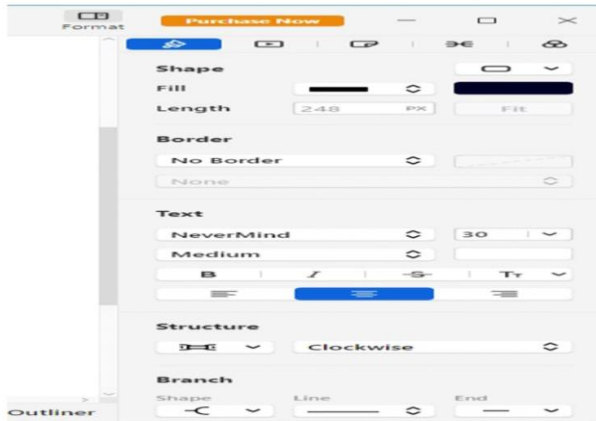 Format
Purchase Now
Shape
Fill
Length 248 PX Fit
Border
No Border
None
Text
NeverMind 30
Medium
B I S Tт
Structure
Clockwise
Branch
Shape Line End
Outliner